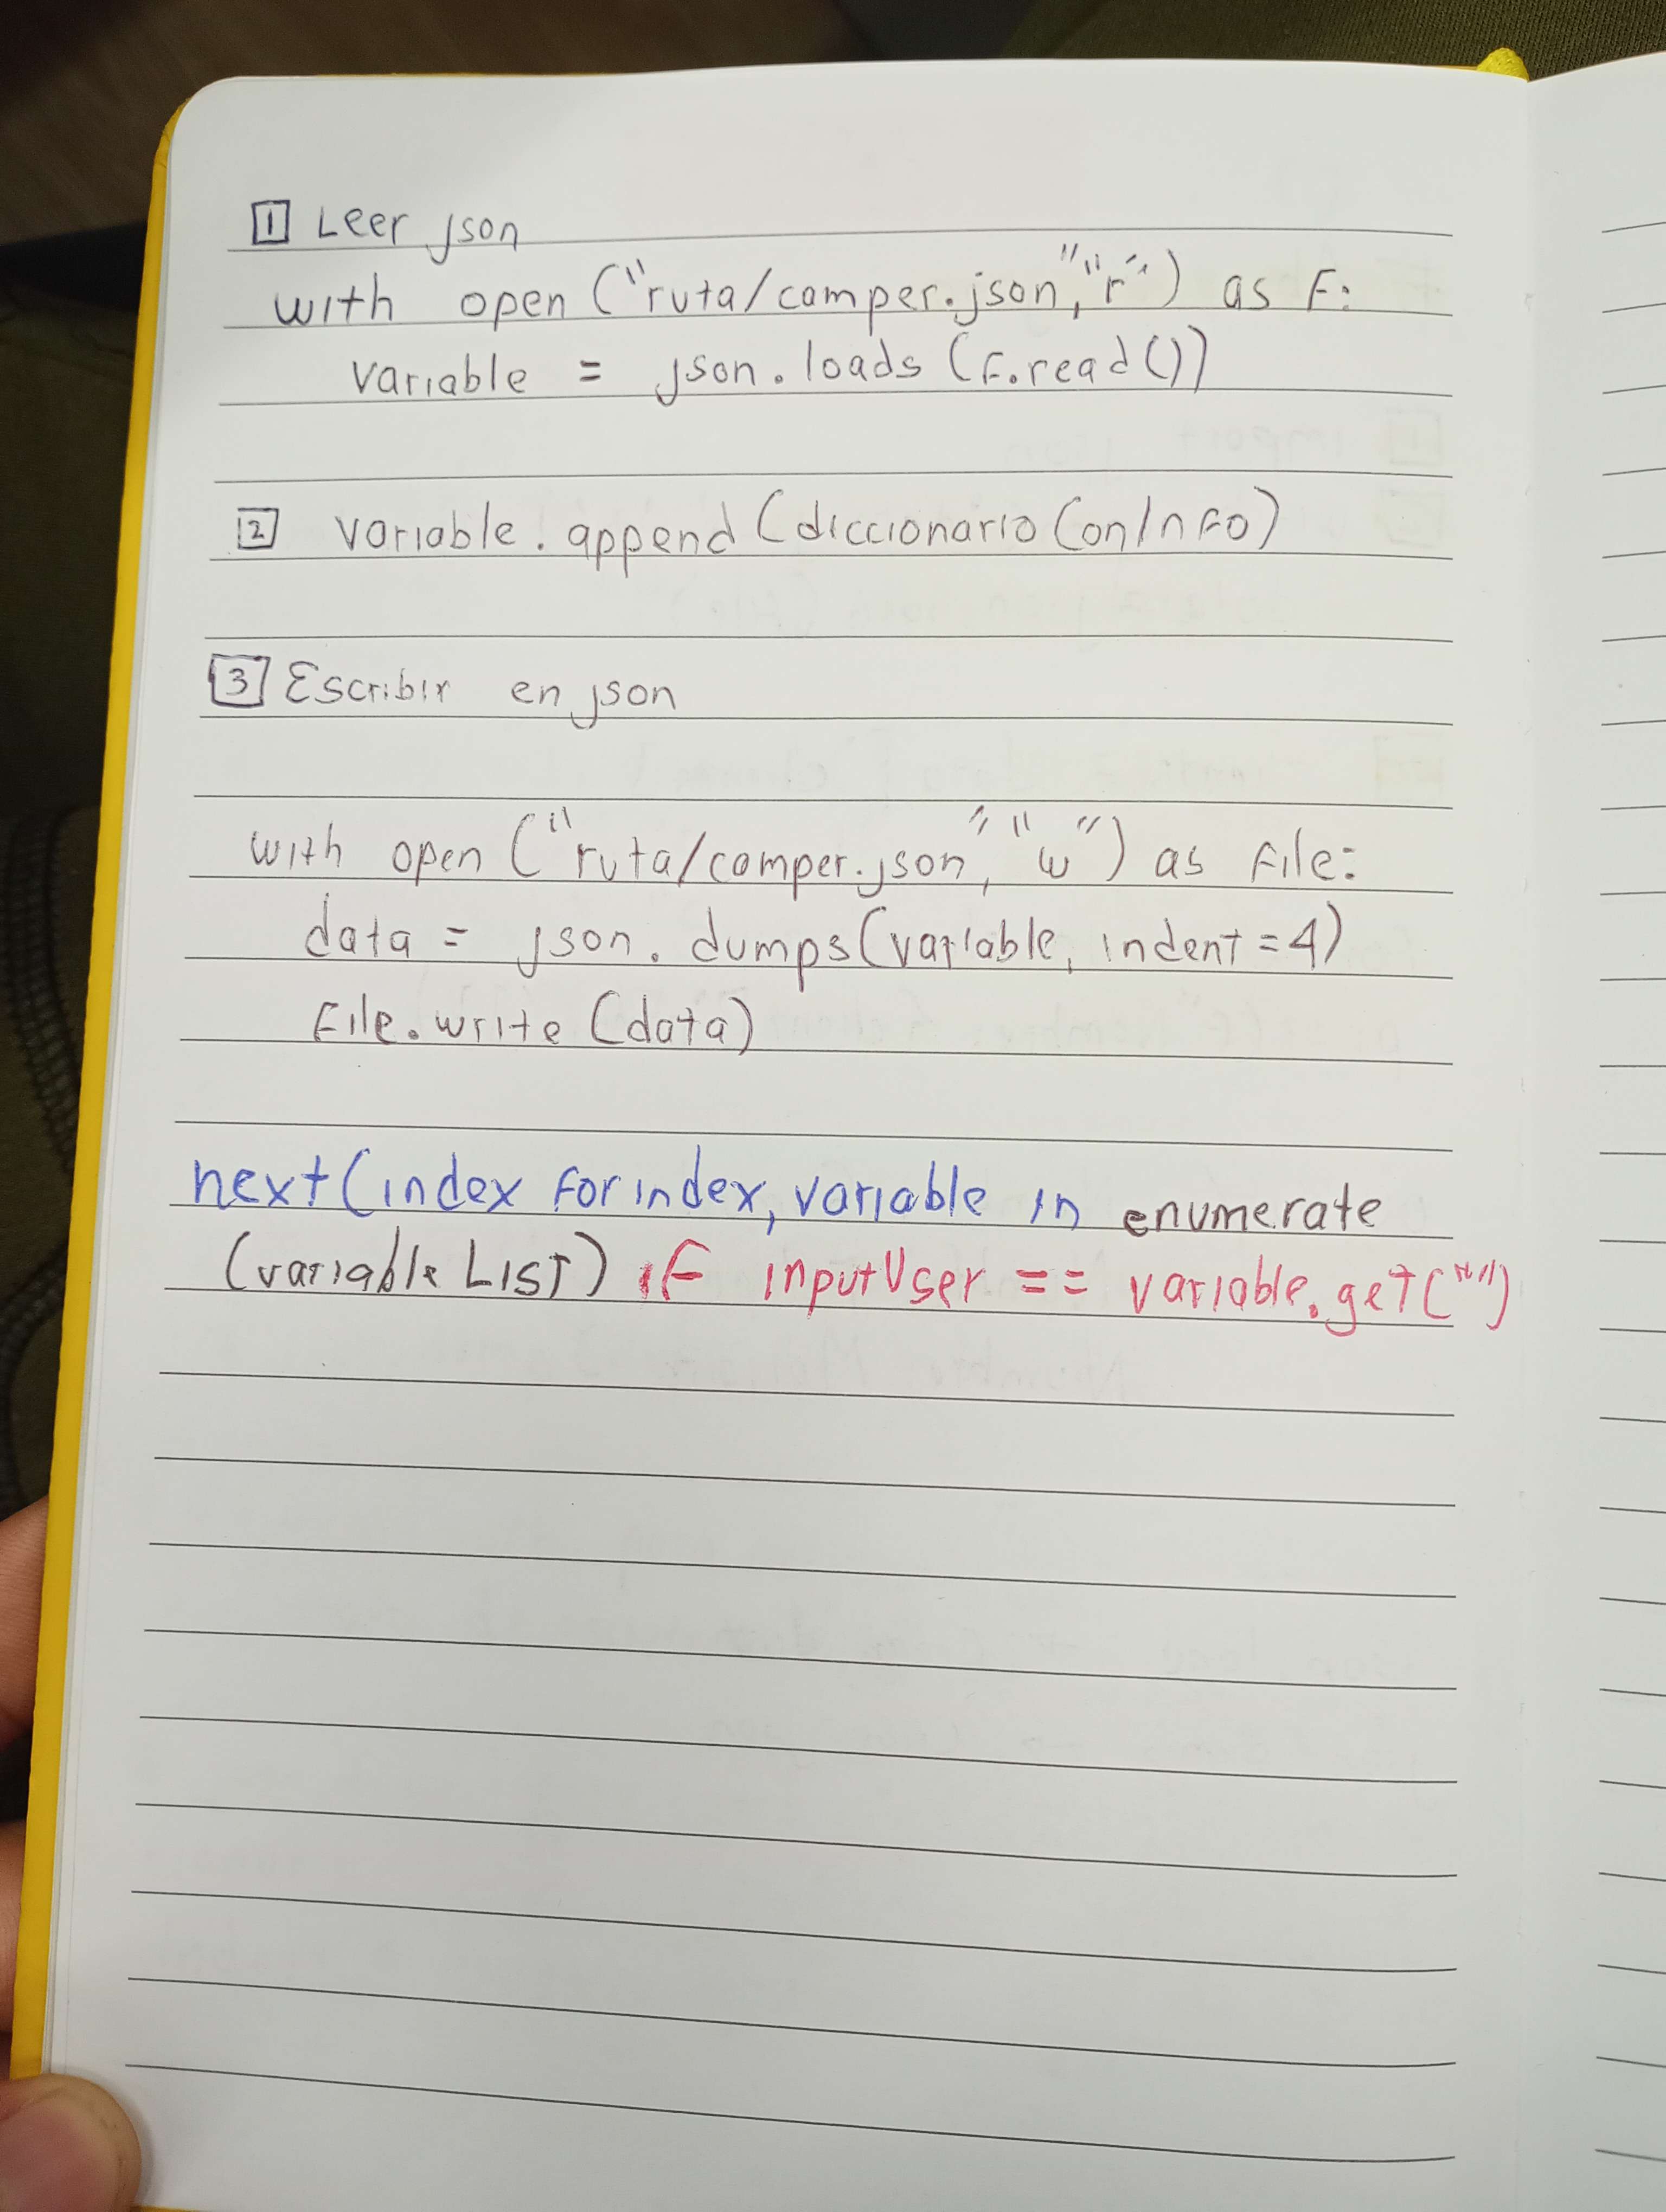 1 Leer json
with open ("ruta/camper.json", "r") as F:
variable = json.loads (F.read())
2 variable.append (diccionario ConInFo)
3 Escribir en json
with open ("ruta/camper.json", "w") as File:
data = json.dumps (variable, indent=4)
File.write (data)
next (index For index, variable in enumerate
(variable List) iF inputUser == variable.get("")